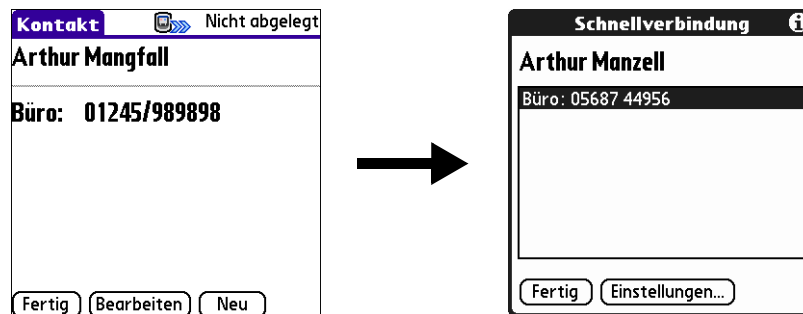 Kontakt Nicht abgelegt
Arthur Mangfall
Büro: 01245/989898
Fertig Bearbeiten Neu
Schnellverbindung
Arthur Manzell
Büro: 05687 44956
Fertig Einstellungen...